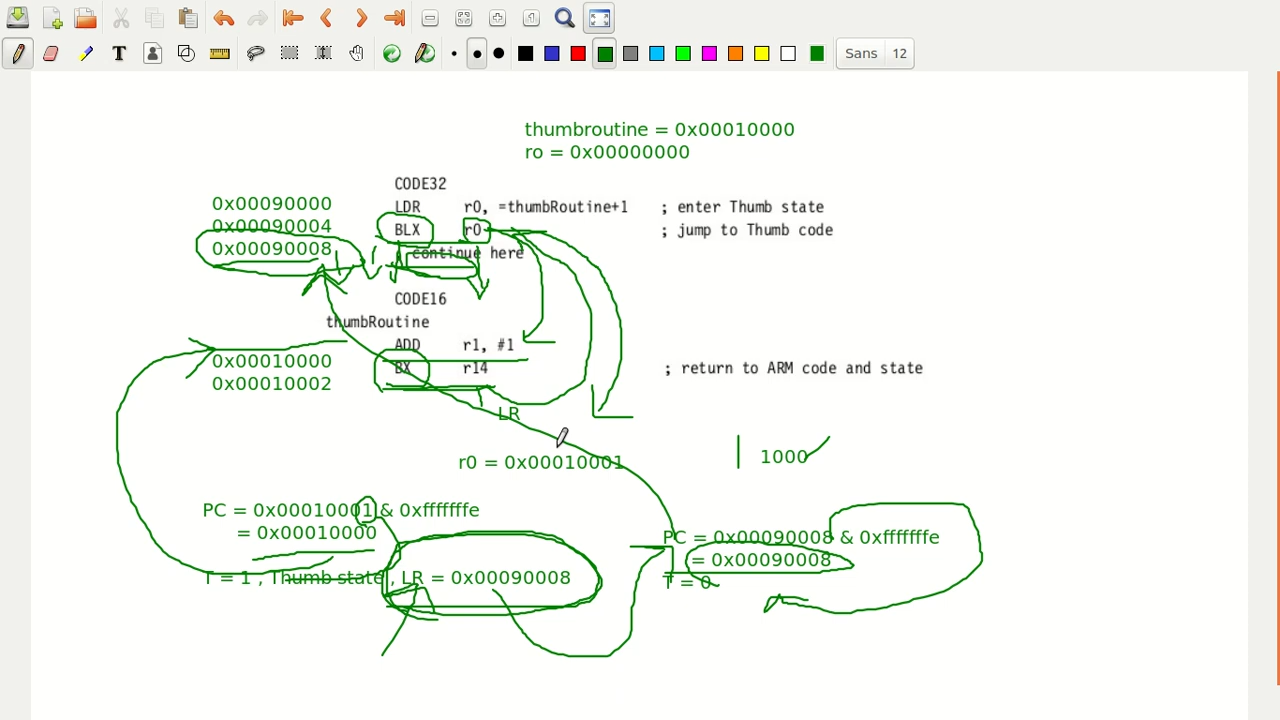 Sans 12
thumbroutine = 0x00010000
ro = 0x00000000
CODE32
0x00090000 LDR r0, =thumbRoutine+1 ; enter Thumb state
0x00090004 BLX r0 ; jump to Thumb code
0x00090008 continue here
CODE16
thumbRoutine
ADD r1, #1
0x00010000
BX r14 ; return to ARM code and state
0x00010002
LR
1000
r0 = 0x00010001
PC = 0x00010001 & 0xfffffffe
= 0x00010000
T = 1 , Thumb state , LR = 0x00090008
PC = 0x00090008 & 0xfffffffe
= 0x00090008
T = 0